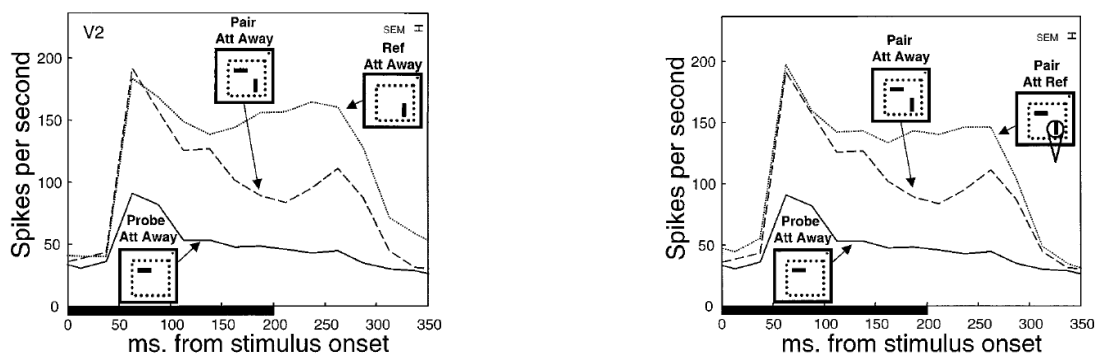 V2
SEM
Pair
Att Away
Ref
Att Away
Probe
Att Away
Spikes per second
200
150
100
50
0
0 50 100 150 200 250 300 350
ms. from stimulus onset
SEM
Pair
Att Away
Pair
Att Ref
Probe
Att Away
Spikes per second
200
150
100
50
0
0 50 100 150 200 250 300 350
ms. from stimulus onset